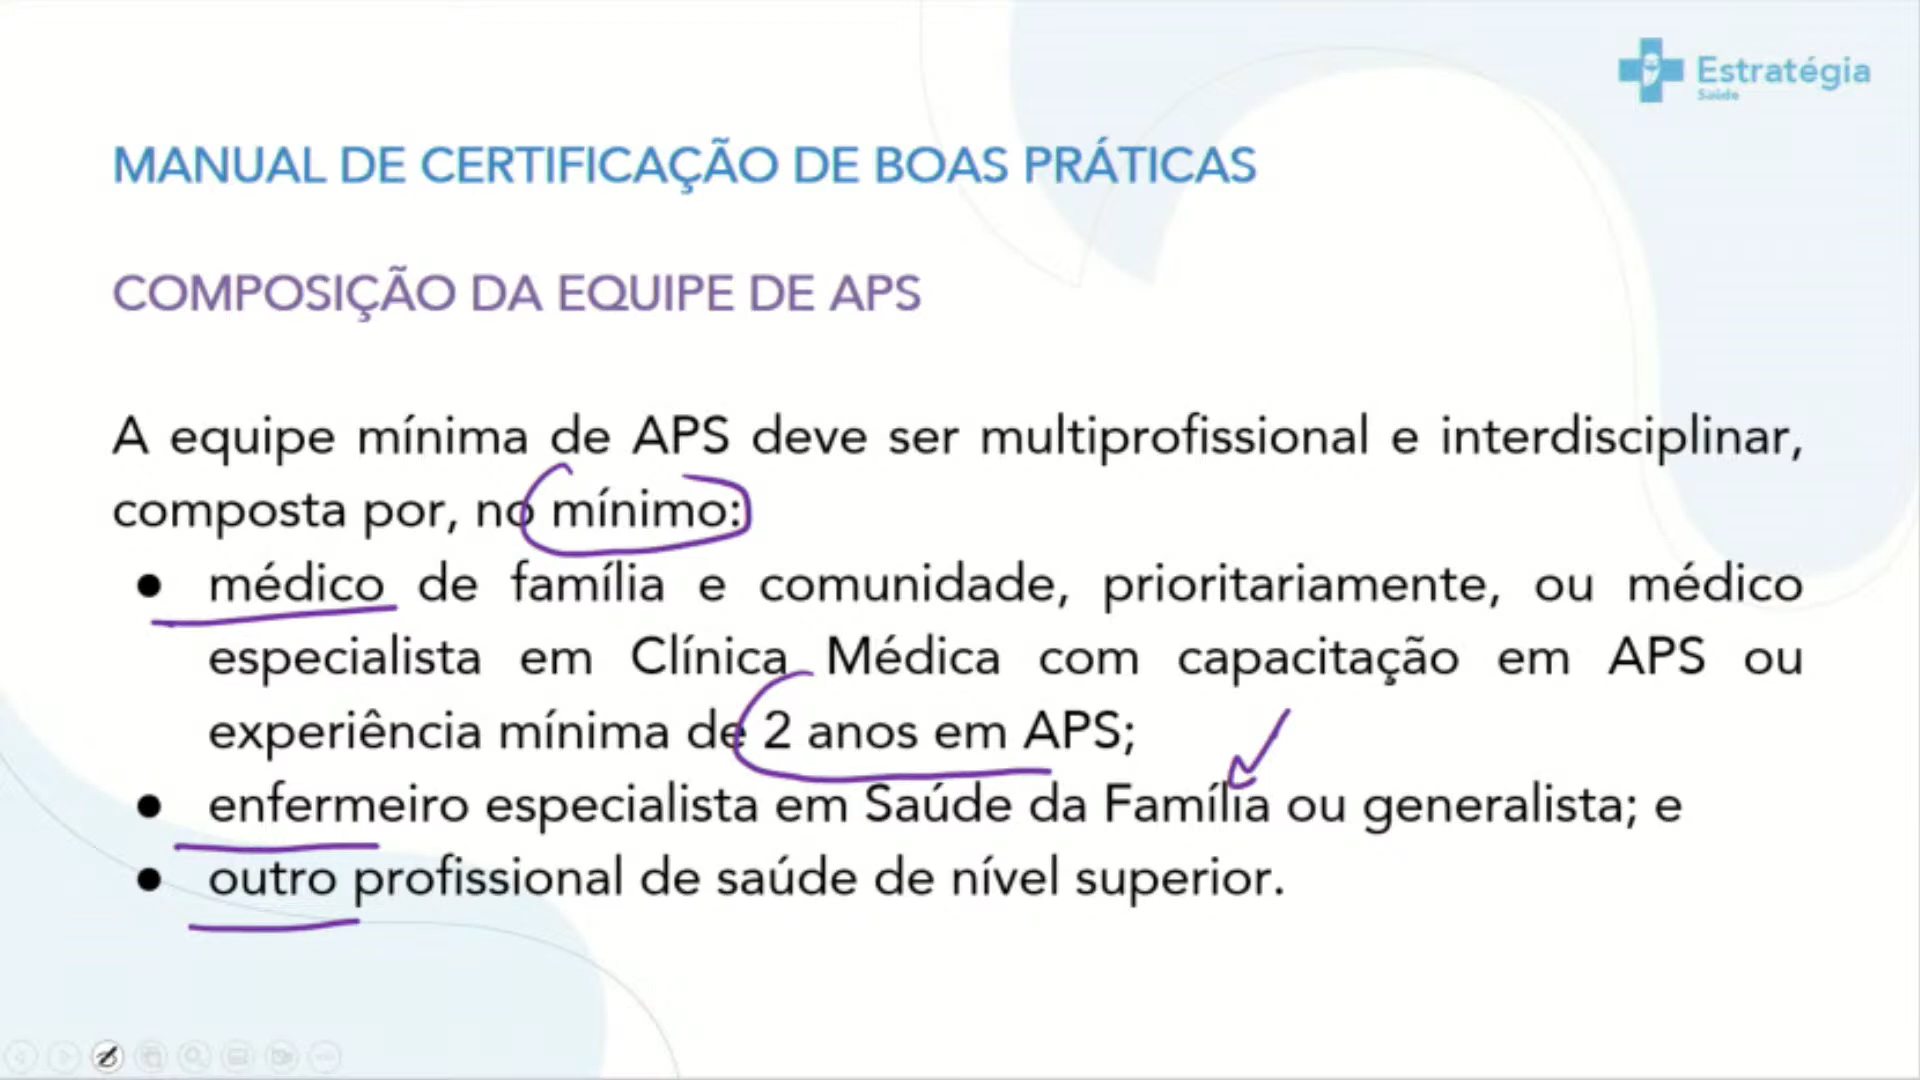 Estratégia
Saúde
MANUAL DE CERTIFICAÇÃO DE BOAS PRÁTICAS
COMPOSIÇÃO DA EQUIPE DE APS
A equipe mínima de APS deve ser multiprofissional e interdisciplinar,
composta por, no mínimo:
● médico de família e comunidade, prioritariamente, ou médico
especialista em Clínica Médica com capacitação em APS ou
experiência mínima de 2 anos em APS;
● enfermeiro especialista em Saúde da Família ou generalista; e
● outro profissional de saúde de nível superior.